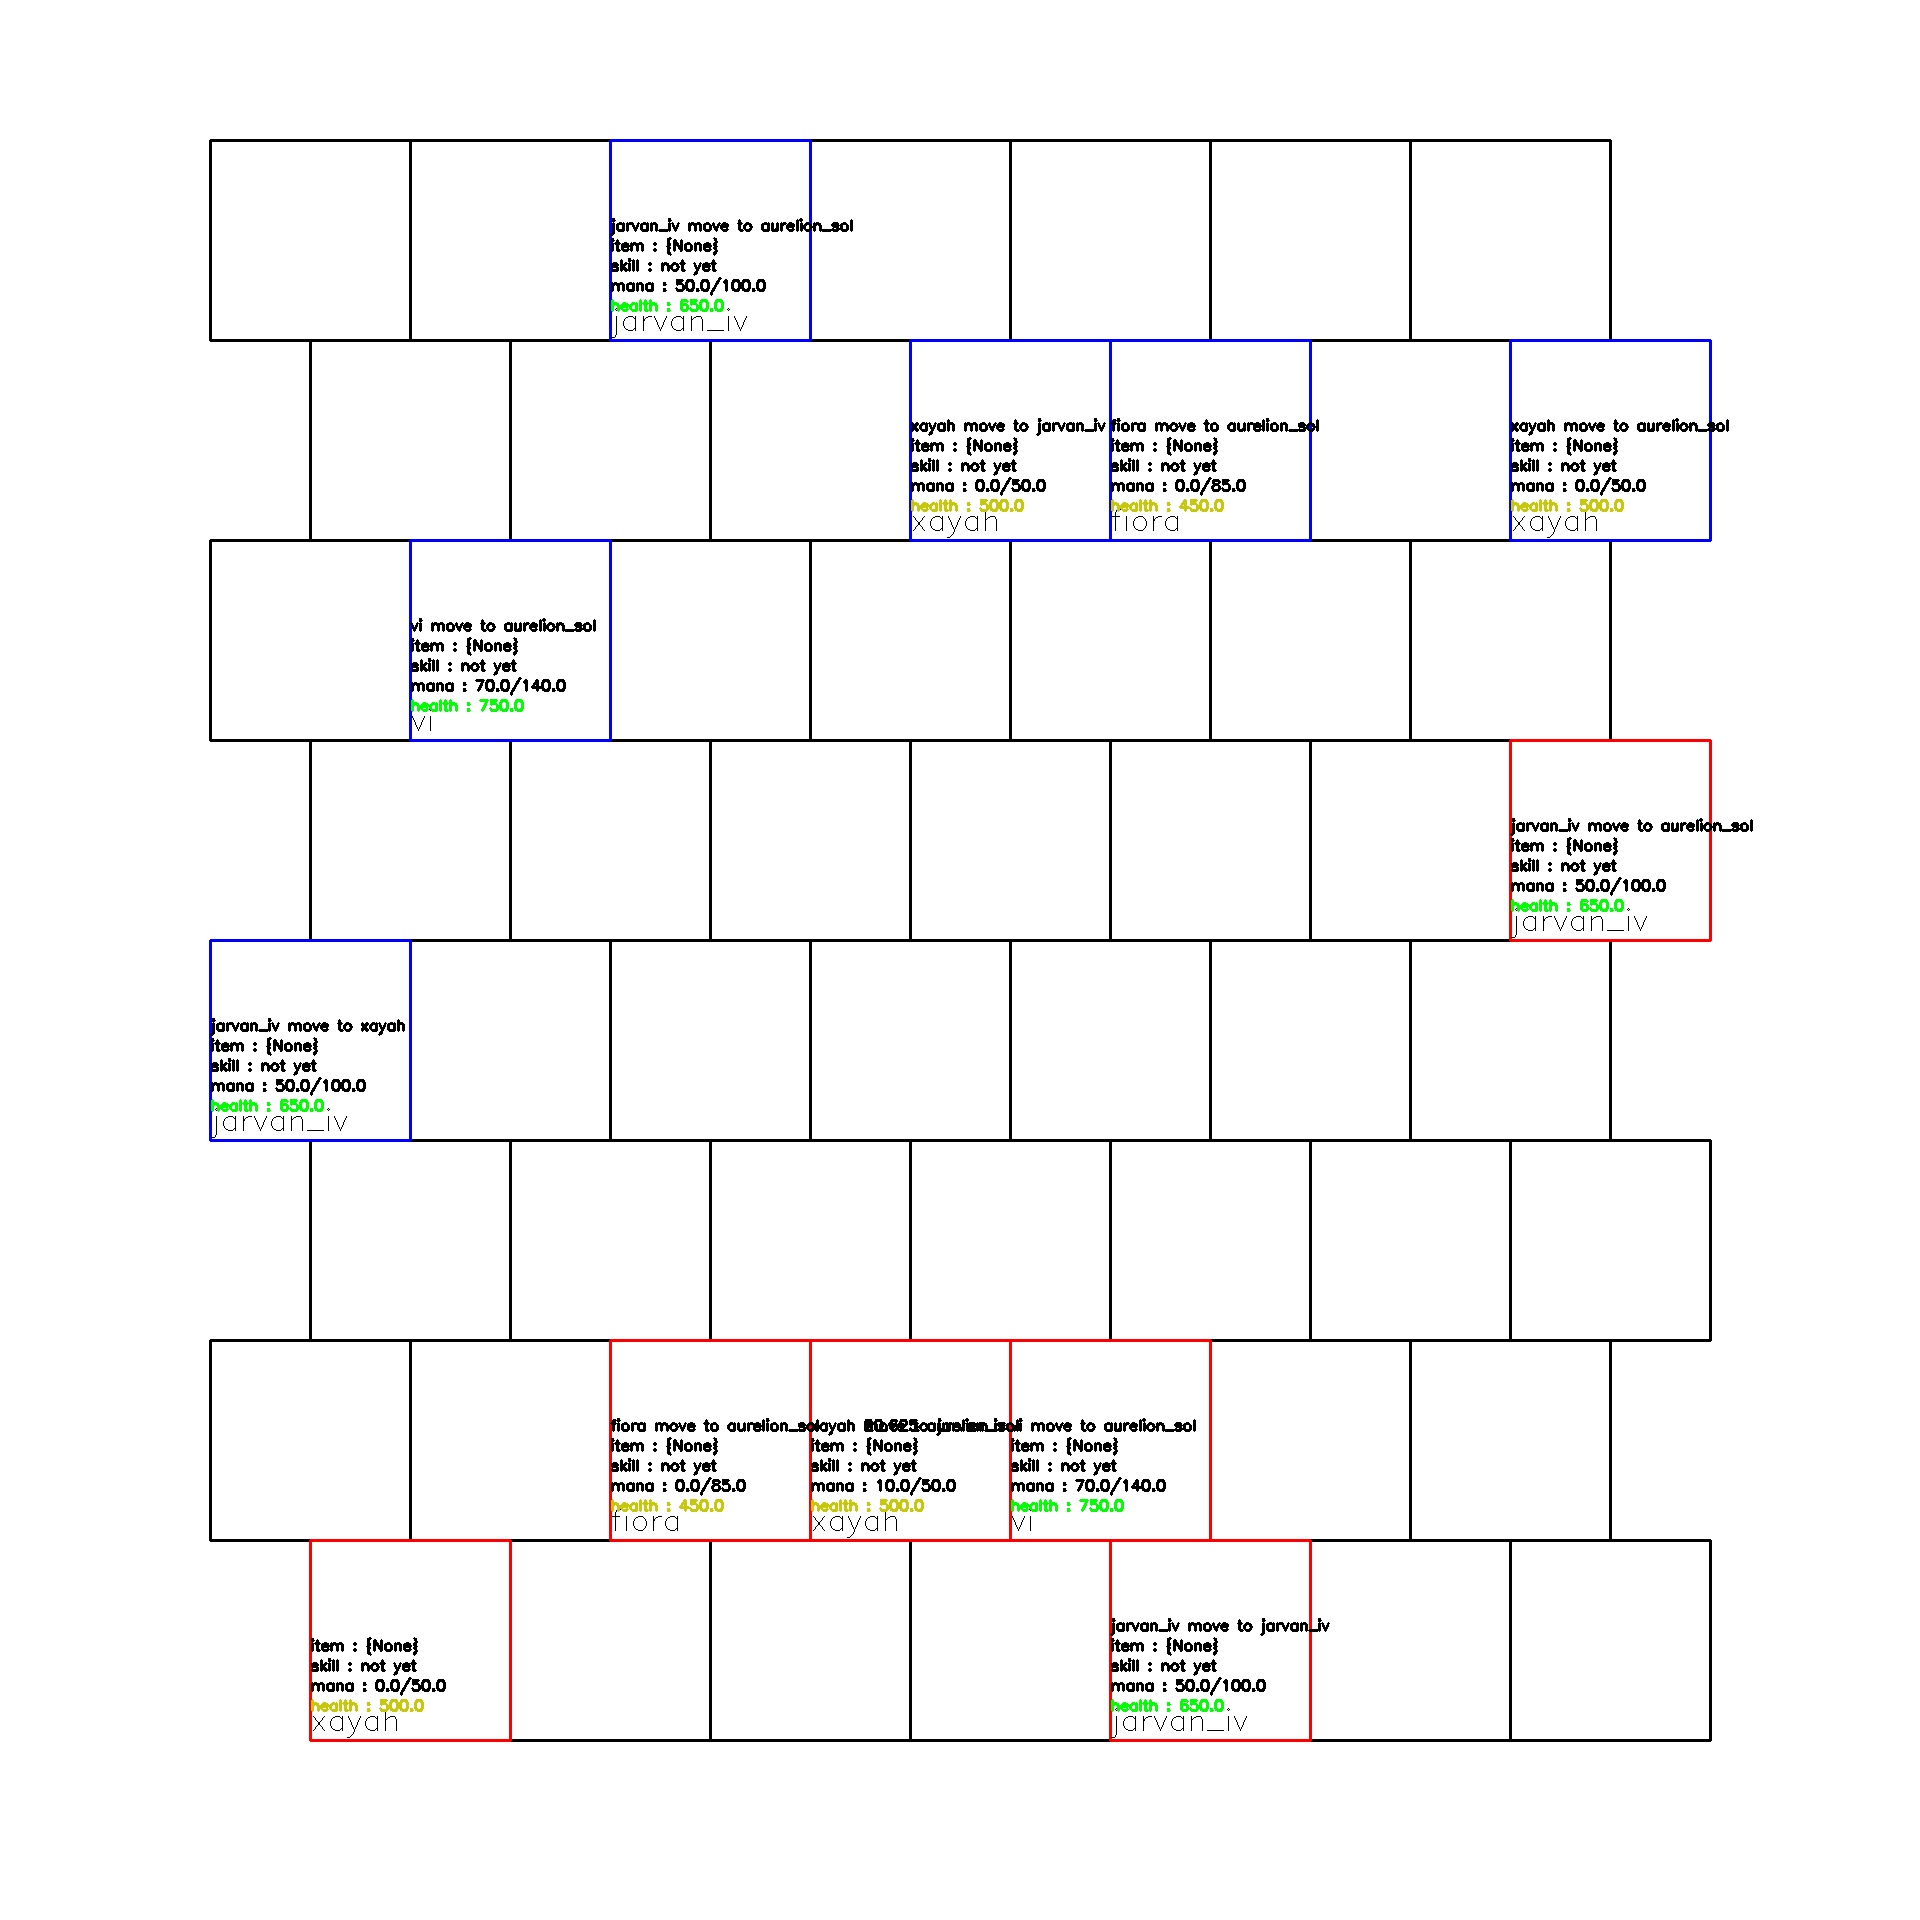 jarvan_iv move to aurelion_sol
item : {None}
skill : not yet
mana : 50.0/100.0
health : 650.0
jarvan_iv
xayah move to jarvan_iv
item : {None}
skill : not yet
mana : 0.0/50.0
health : 500.0
xayah
fiora move to aurelion_sol
item : {None}
skill : not yet
mana : 0.0/85.0
health : 450.0
fiora
xayah move to aurelion_sol
item : {None}
skill : not yet
mana : 0.0/50.0
health : 500.0
xayah
vi move to aurelion_sol
item : {None}
skill : not yet
mana : 70.0/140.0
health : 750.0
vi
jarvan_iv move to aurelion_sol
item : {None}
skill : not yet
mana : 50.0/100.0
health : 650.0
jarvan_iv
jarvan_iv move to xayah
item : {None}
skill : not yet
mana : 50.0/100.0
health : 650.0
jarvan_iv
fiora move to aurelion_sol
item : {None}
skill : not yet
mana : 0.0/85.0
health : 450.0
fiora
item : {None}
skill : not yet
mana : 10.0/50.0
health : 500.0
xayah
move to aurelion_sol
item : {None}
skill : not yet
mana : 70.0/140.0
health : 750.0
vi
item : {None}
skill : not yet
mana : 0.0/50.0
health : 500.0
xayah
jarvan_iv move to jarvan_iv
item : {None}
skill : not yet
mana : 50.0/100.0
health : 650.0
jarvan_iv